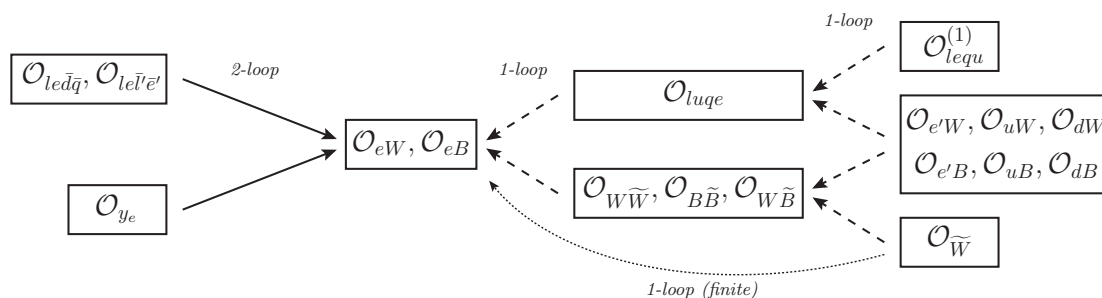 1-loop
𝒪_{lequ}^{(1)}
2-loop
1-loop
𝒪_{led̄q̄}, 𝒪_{lel̄'ē'}
𝒪_{luqe}
𝒪_{e'W}, 𝒪_{uW}, 𝒪_{dW}
𝒪_{eW}, 𝒪_{eB}
𝒪_{e'B}, 𝒪_{uB}, 𝒪_{dB}
𝒪_{W\widetilde{W}}, 𝒪_{B\widetilde{B}}, 𝒪_{W\widetilde{B}}
𝒪_{y_e}
𝒪_{\widetilde{W}}
1-loop (finite)